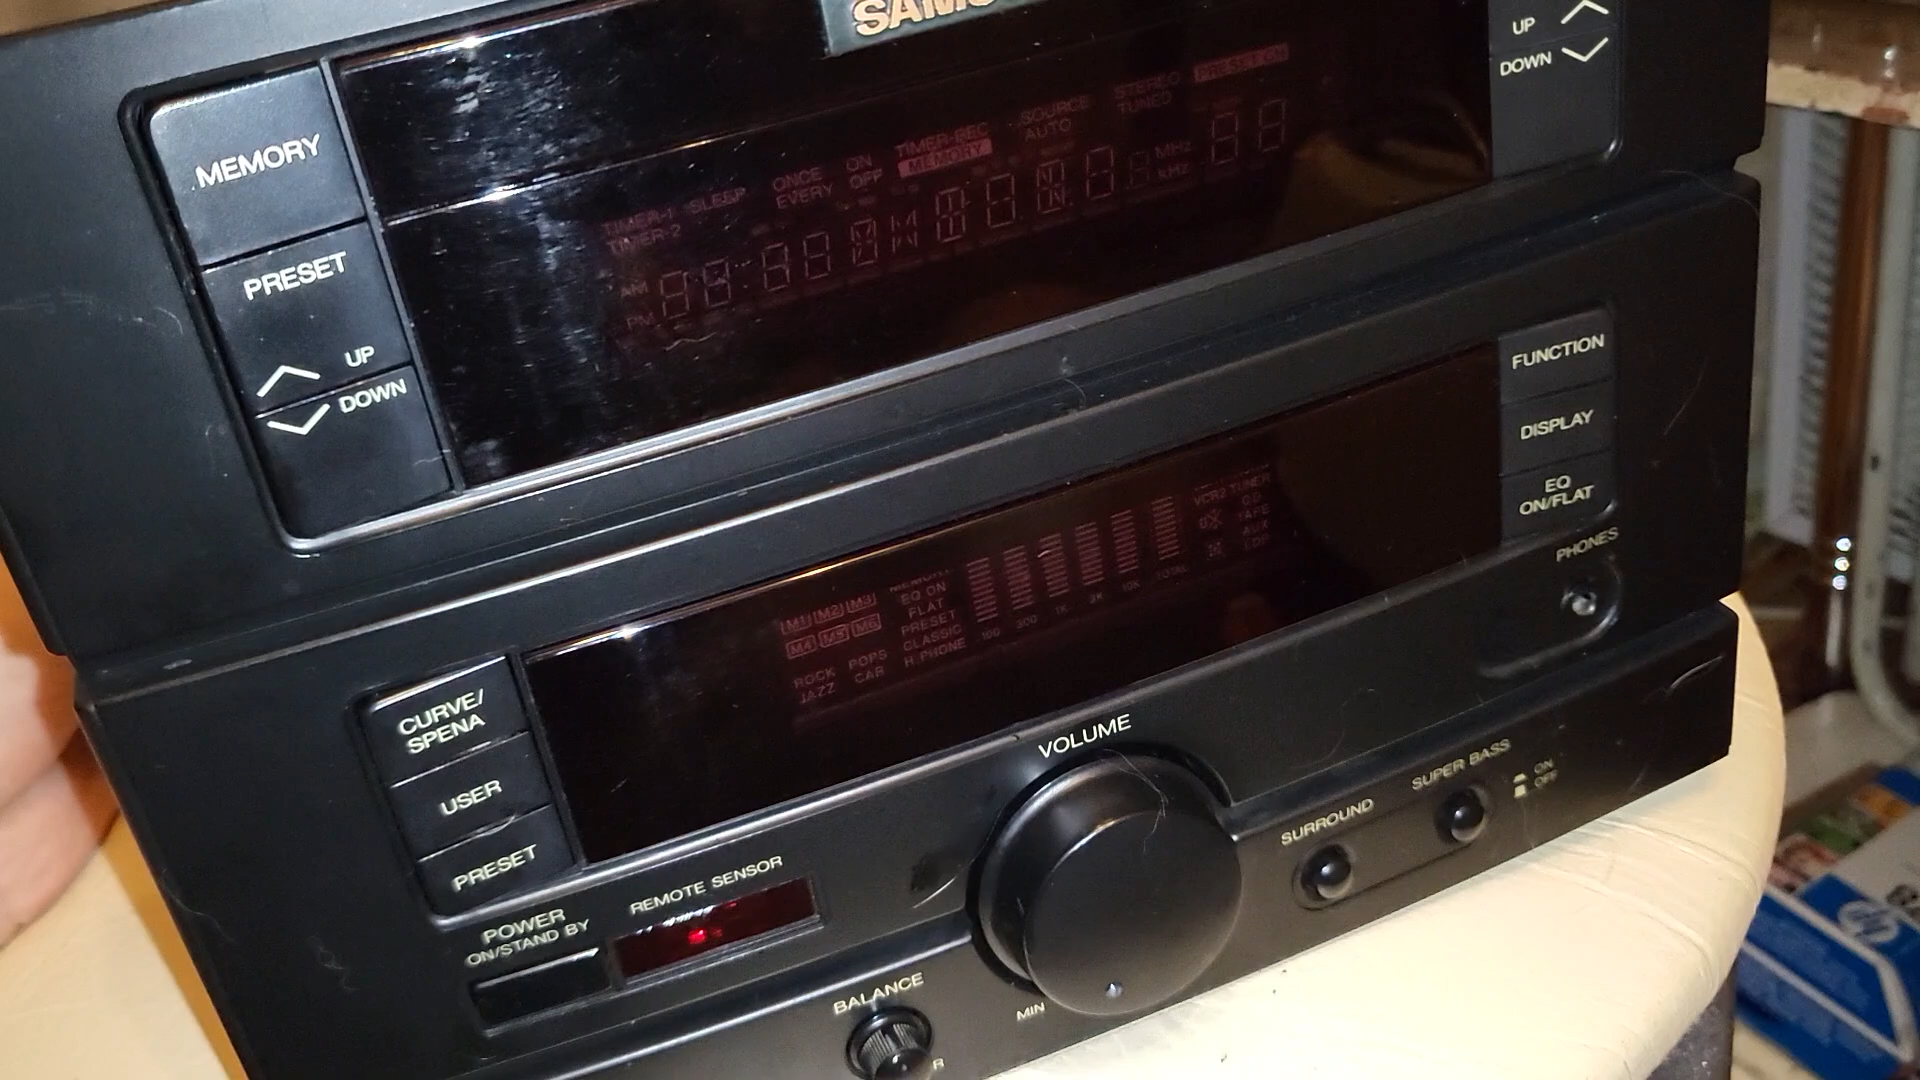 SAMS
UP
DOWN
MEMORY
PRESET
UP
DOWN
TIMER-1 SLEEP
TIMER-2
ONCE
EVERY
ON
OFF
TIMER-REC
MEMORY
SOURCE
AUTO
STEREO
TUNED
PRESET CH
AM
PM
MHz
kHz
FUNCTION
DISPLAY
EQ
ON/FLAT
PHONES
M1 M2 M3
M4 M5 M6
ROCK POPS
JAZZ CAR
EQ ON
FLAT
PRESET
CLASSIC
H.PHONE
100 300 1K 3K 10K TOTAL
VCR2 TUNER
TAPE
AUX
CURVE/
SPENA
USER
PRESET
VOLUME
MIN
SURROUND
SUPER BASS
ON
OFF
REMOTE SENSOR
POWER
ON/STAND BY
BALANCE
R
hp